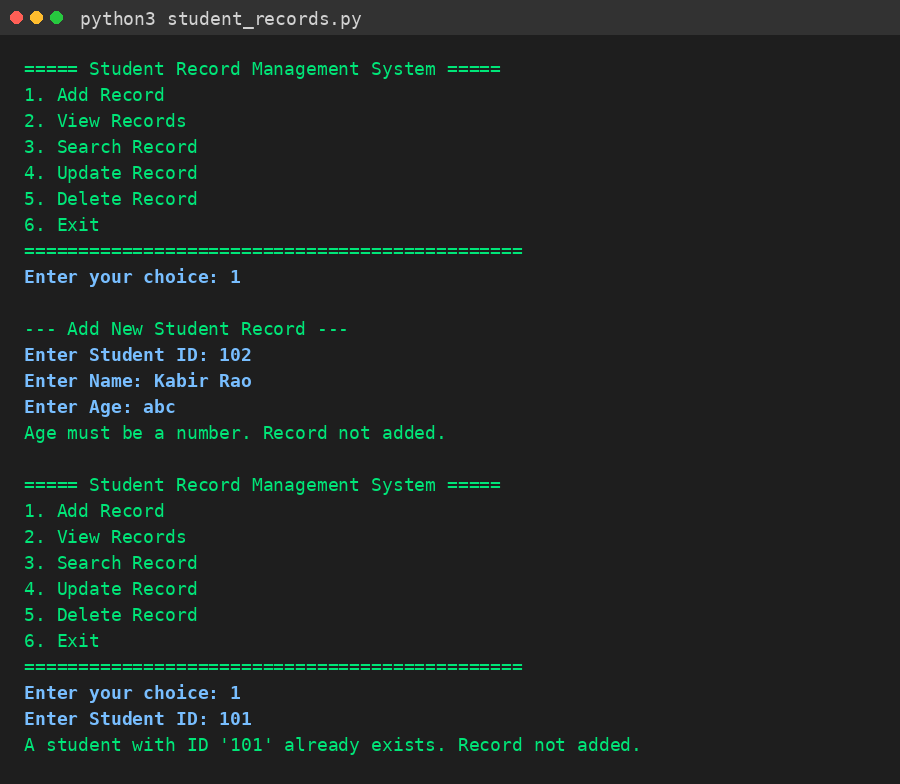 python3 student_records.py
===== Student Record Management System =====
1. Add Record
2. View Records
3. Search Record
4. Update Record
5. Delete Record
6. Exit
==============================================
Enter your choice: 1
--- Add New Student Record ---
Enter Student ID: 102
Enter Name: Kabir Rao
Enter Age: abc
Age must be a number. Record not added.
===== Student Record Management System =====
1. Add Record
2. View Records
3. Search Record
4. Update Record
5. Delete Record
6. Exit
==============================================
Enter your choice: 1
Enter Student ID: 101
A student with ID '101' already exists. Record not added.